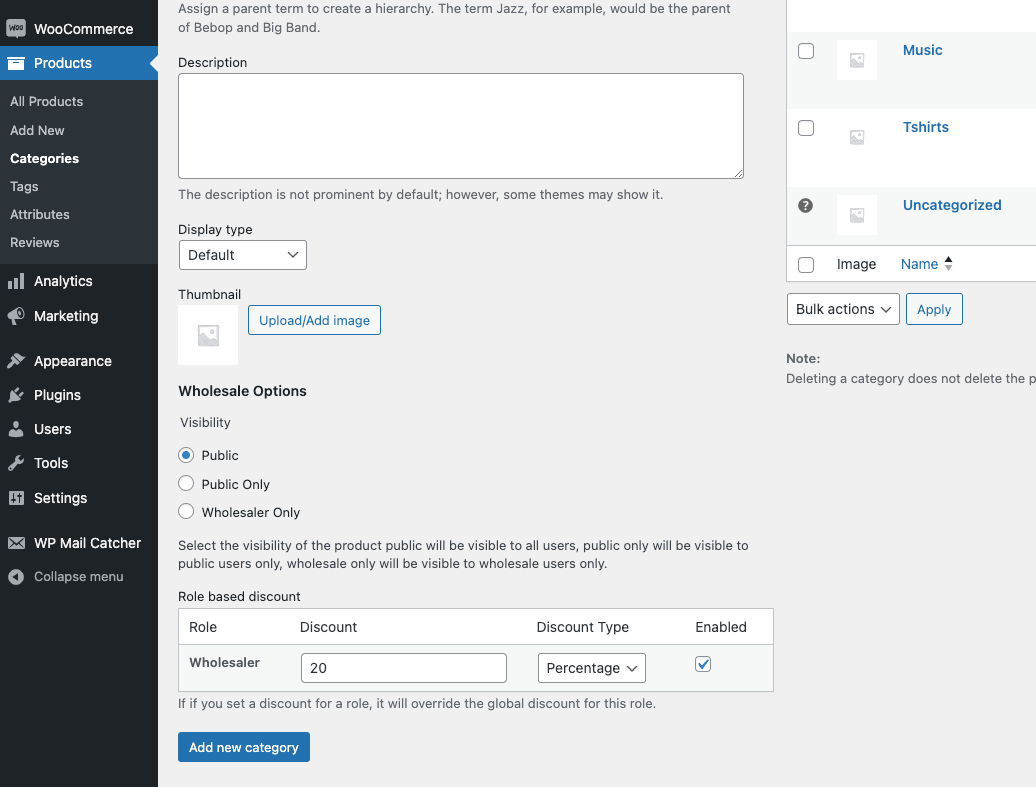 WOO WooCommerce
Products
All Products
Add New
Categories
Tags
Attributes
Reviews
Analytics
Marketing
Appearance
Plugins
Users
Tools
Settings
WP Mail Catcher
Collapse menu
Assign a parent term to create a hierarchy. The term Jazz, for example, would be the parent
of Bebop and Big Band.
Description
The description is not prominent by default; however, some themes may show it.
Display type
Default
Thumbnail
Upload/Add image
Wholesale Options
Visibility
Public
Public Only
Wholesaler Only
Select the visibility of the product public will be visible to all users, public only will be visible to
public users only, wholesale only will be visible to wholesale users only.
Role based discount
Role Discount Discount Type Enabled
Wholesaler 20 Percentage
If if you set a discount for a role, it will override the global discount for this role.
Add new category
Music
Tshirts
? Uncategorized
Image Name
Bulk actions Apply
Note:
Deleting a category does not delete the p